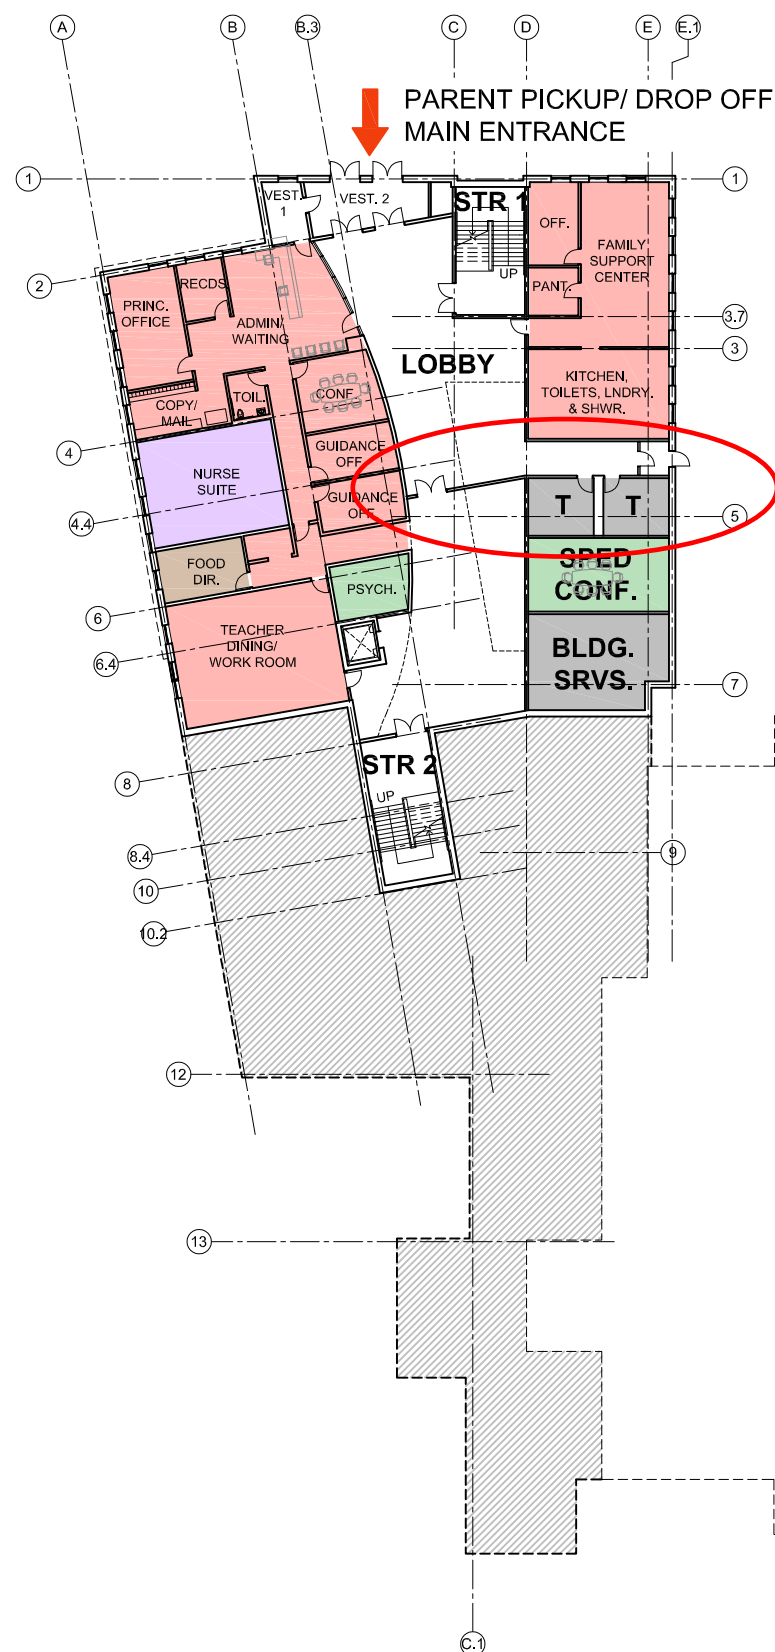 A
B
B.3
C
D
E
E.1
PARENT PICKUP/ DROP OFF
MAIN ENTRANCE
1
1
VEST.
1
VEST. 2
STR 1
UP
OFF.
FAMILY
SUPPORT
CENTER
2
PRINC.
OFFICE
RECDS
PANT.
ADMIN/
WAITING
3.7
3
LOBBY
KITCHEN,
TOILETS, LNDRY.
& SHWR.
CONF
TOIL.
COPY/
MAIL
4
GUIDANCE
OFF.
NURSE
SUITE
GUIDANCE
OFF.
T
T
4.4
5
FOOD
DIR.
SPED
CONF.
PSYCH.
6
TEACHER
DINING/
WORK ROOM
6.4
BLDG.
SRVS.
7
STR 2
UP
8
8.4
9
10
10.2
12
13
C.1